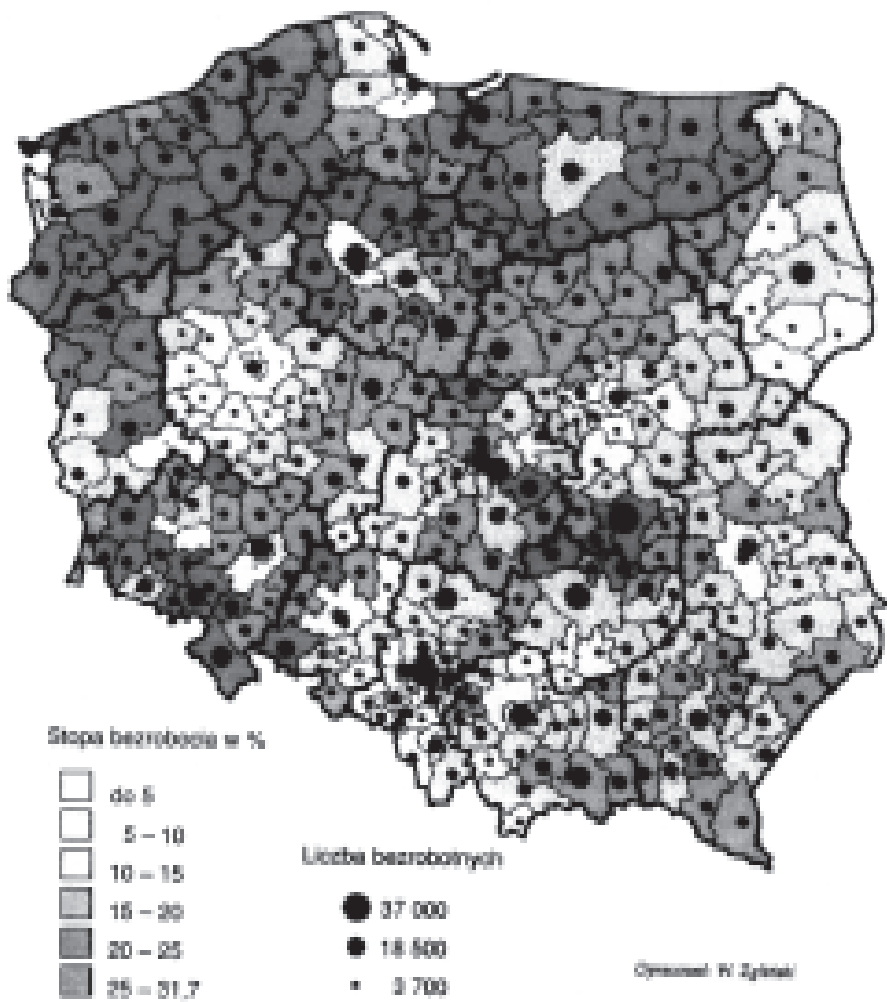 Stopa bezrobocia w %
do 5
5 – 10
10 – 15
15 – 20
20 – 25
25 – 31,7
Liczba bezrobotnych
37 000
18 500
3 700
W.